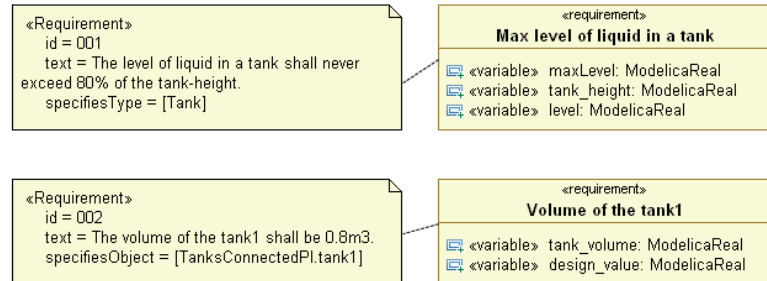 «Requirement»
id = 001
text = The level of liquid in a tank shall never
exceed 80% of the tank-height.
specifiesType = [Tank]
«requirement»
Max level of liquid in a tank
«variable» maxLevel: ModelicaReal
«variable» tank_height: ModelicaReal
«variable» level: ModelicaReal
«Requirement»
id = 002
text = The volume of the tank1 shall be 0.8m3.
specifiesObject = [TanksConnectedPI.tank1]
«requirement»
Volume of the tank1
«variable» tank_volume: ModelicaReal
«variable» design_value: ModelicaReal